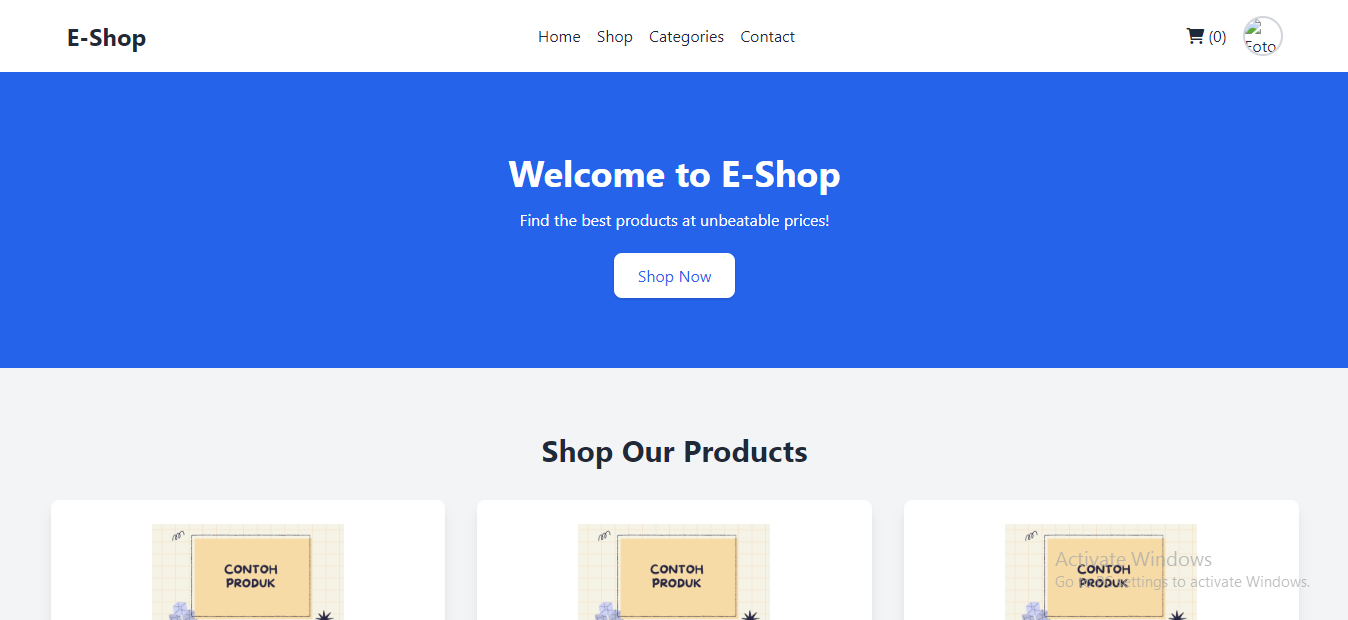 E-Shop
Home Shop Categories Contact
(0)
Foto
Welcome to E-Shop
Find the best products at unbeatable prices!
Shop Now
Shop Our Products
CONTOH
PRODUK
CONTOH
PRODUK
CONTOH
PRODUK
Activate Windows
Go to PC settings to activate Windows.